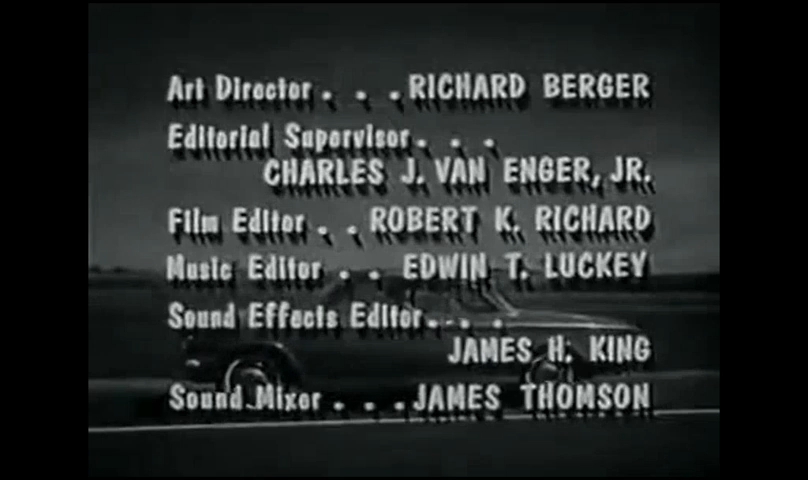 Art Director . . . RICHARD BERGER
Editorial Supervisor . . .
CHARLES J. VAN ENGER, JR.
Film Editor . . ROBERT K. RICHARD
Music Editor . . EDWIN T. LUCKEY
Sound Effects Editor . . .
JAMES H. KING
Sound Mixer . . . JAMES THOMSON